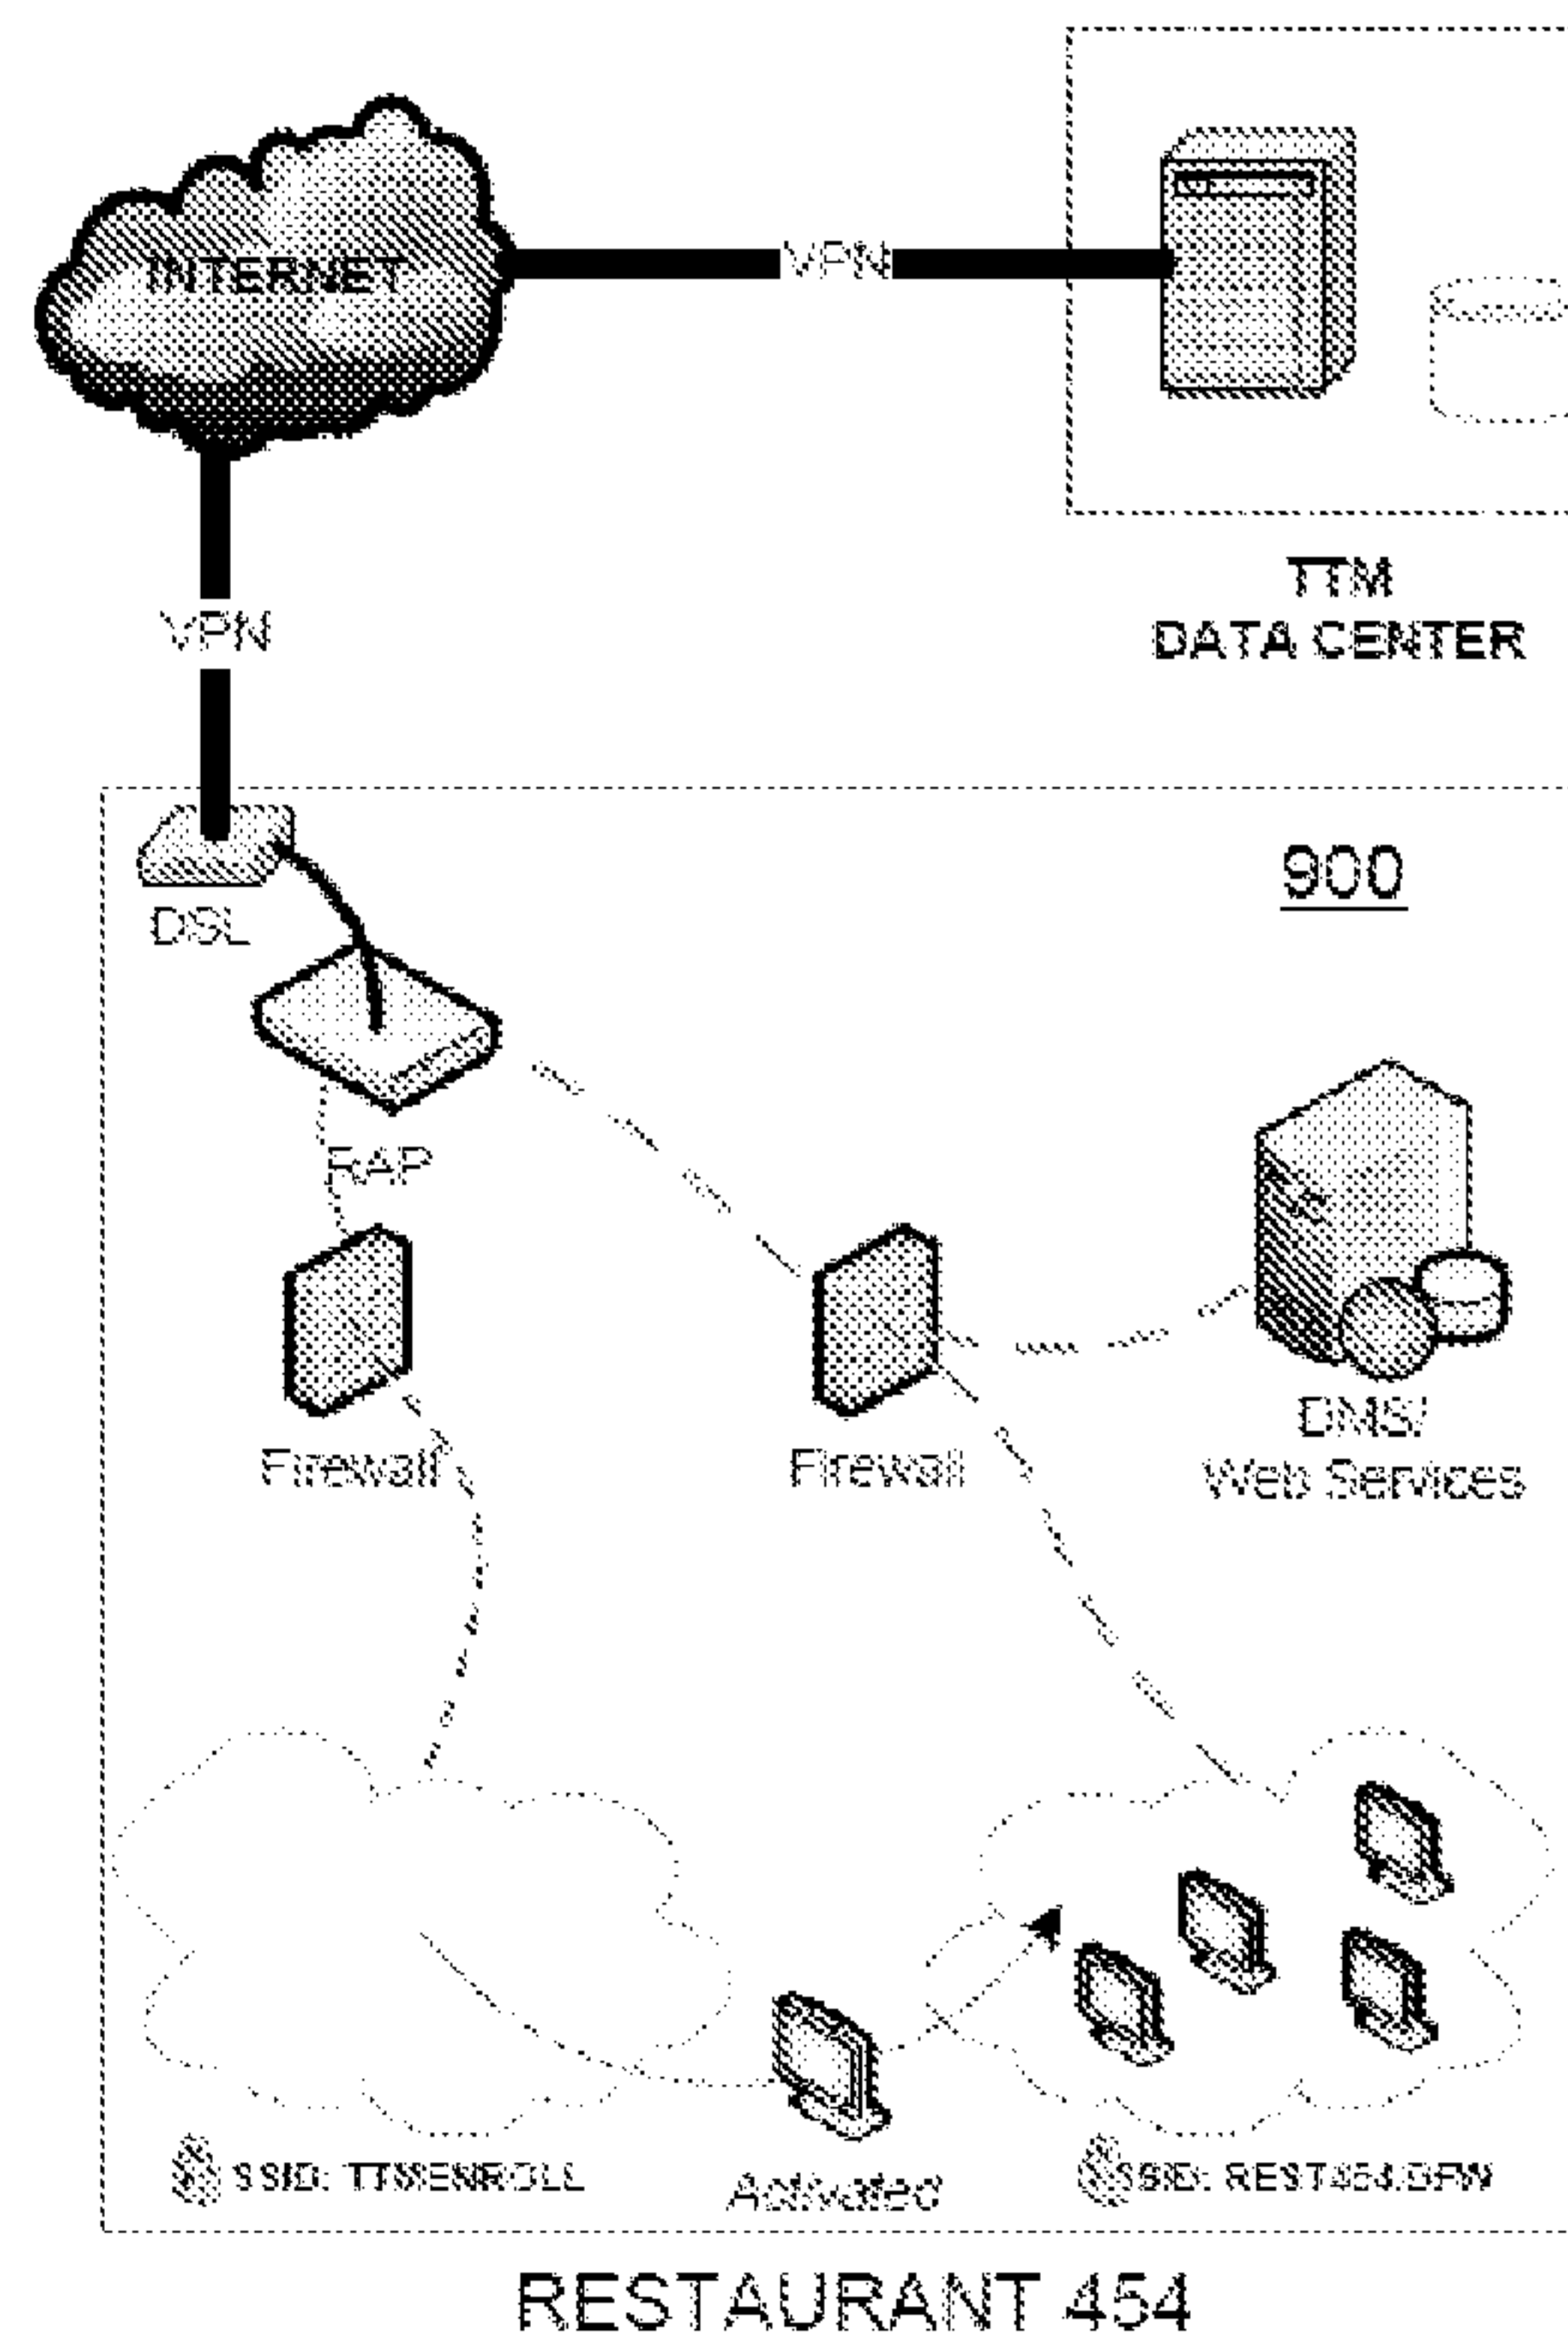 INTERNET
VPN
TTM
DATA CENTER
VPN
900
DSL
RAP
Firewall
Firewall
DMS/
Web Services
SSID: TTMENROLL
Activated
SSID: REST454.DFW
RESTAURANT 454